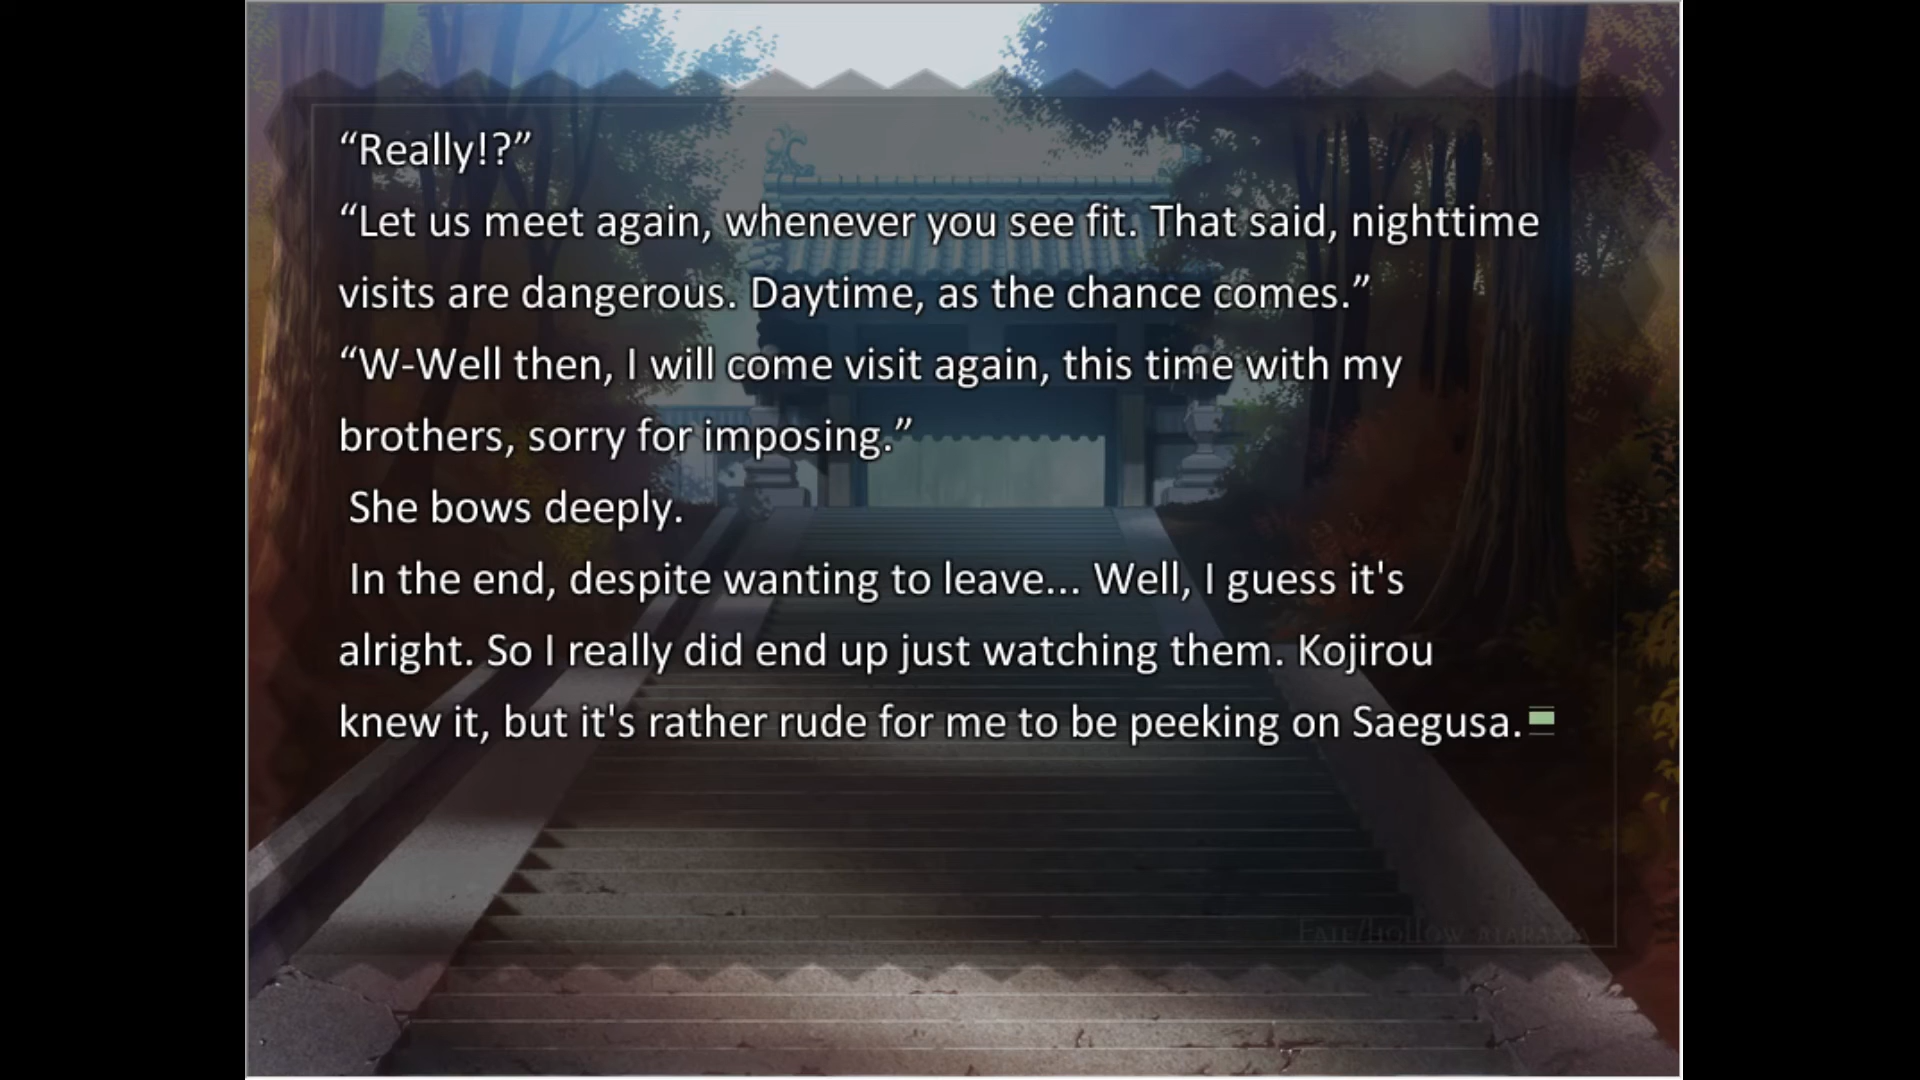 “Really!?”
“Let us meet again, whenever you see fit. That said, nighttime
visits are dangerous. Daytime, as the chance comes.”
“W-Well then, I will come visit again, this time with my
brothers, sorry for imposing.”
She bows deeply.
In the end, despite wanting to leave... Well, I guess it's
alright. So I really did end up just watching them. Kojirou
knew it, but it's rather rude for me to be peeking on Saegusa.
Fate/hollow ataraxia